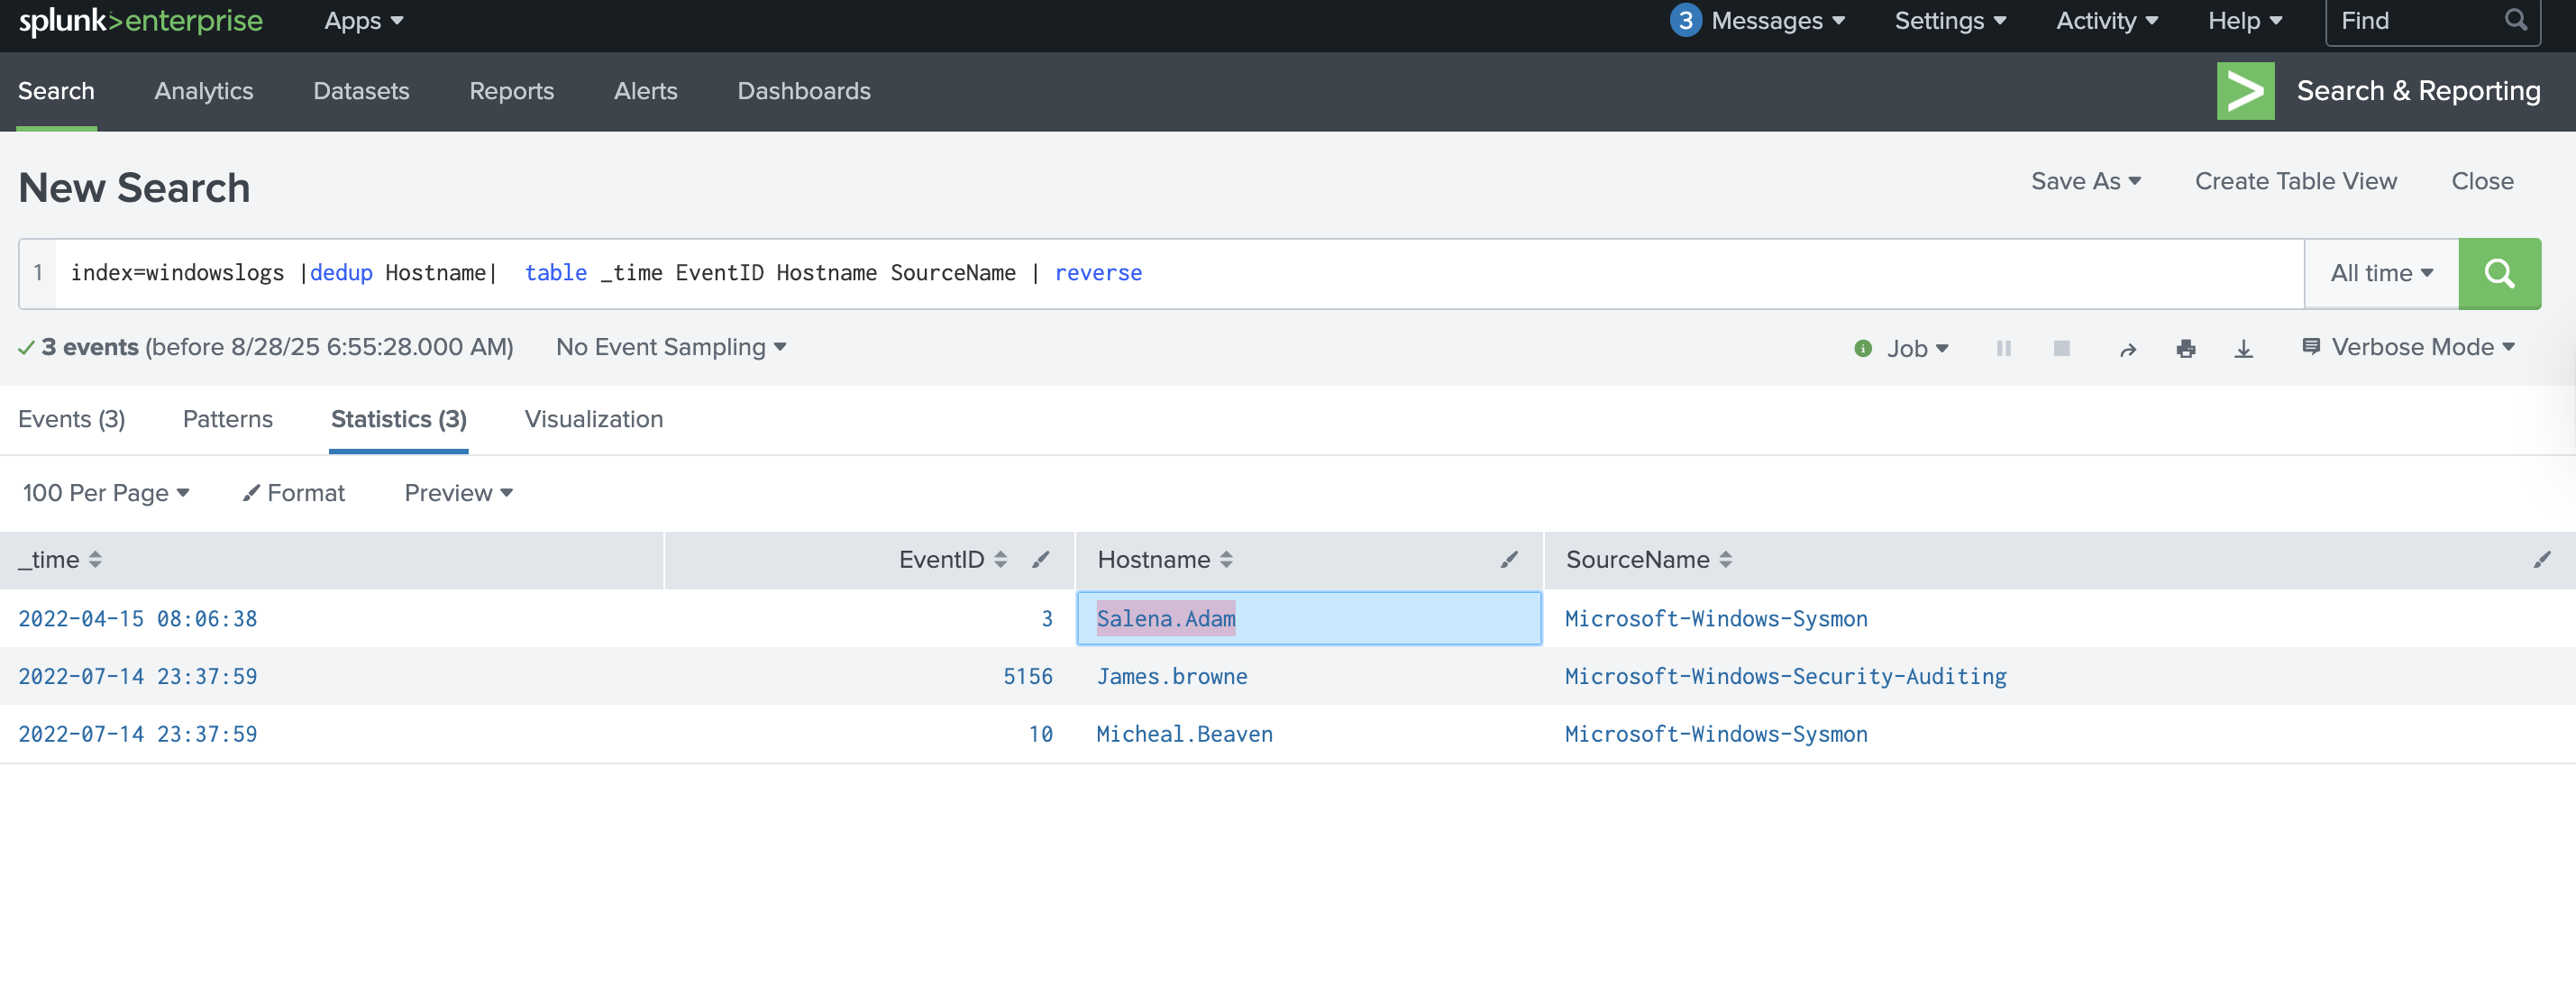 splunk>enterprise Apps 3 Messages Settings Activity Help Find
Search Analytics Datasets Reports Alerts Dashboards Search & Reporting
New Search Save As Create Table View Close
1 index=windowslogs |dedup Hostname|  table _time EventID Hostname SourceName | reverse All time
3 events (before 8/28/25 6:55:28.000 AM) No Event Sampling Job Verbose Mode
Events (3) Patterns Statistics (3) Visualization
100 Per Page Format Preview
_time EventID Hostname SourceName
2022-04-15 08:06:38 3 Salena.Adam Microsoft-Windows-Sysmon
2022-07-14 23:37:59 5156 James.browne Microsoft-Windows-Security-Auditing
2022-07-14 23:37:59 10 Micheal.Beaven Microsoft-Windows-Sysmon